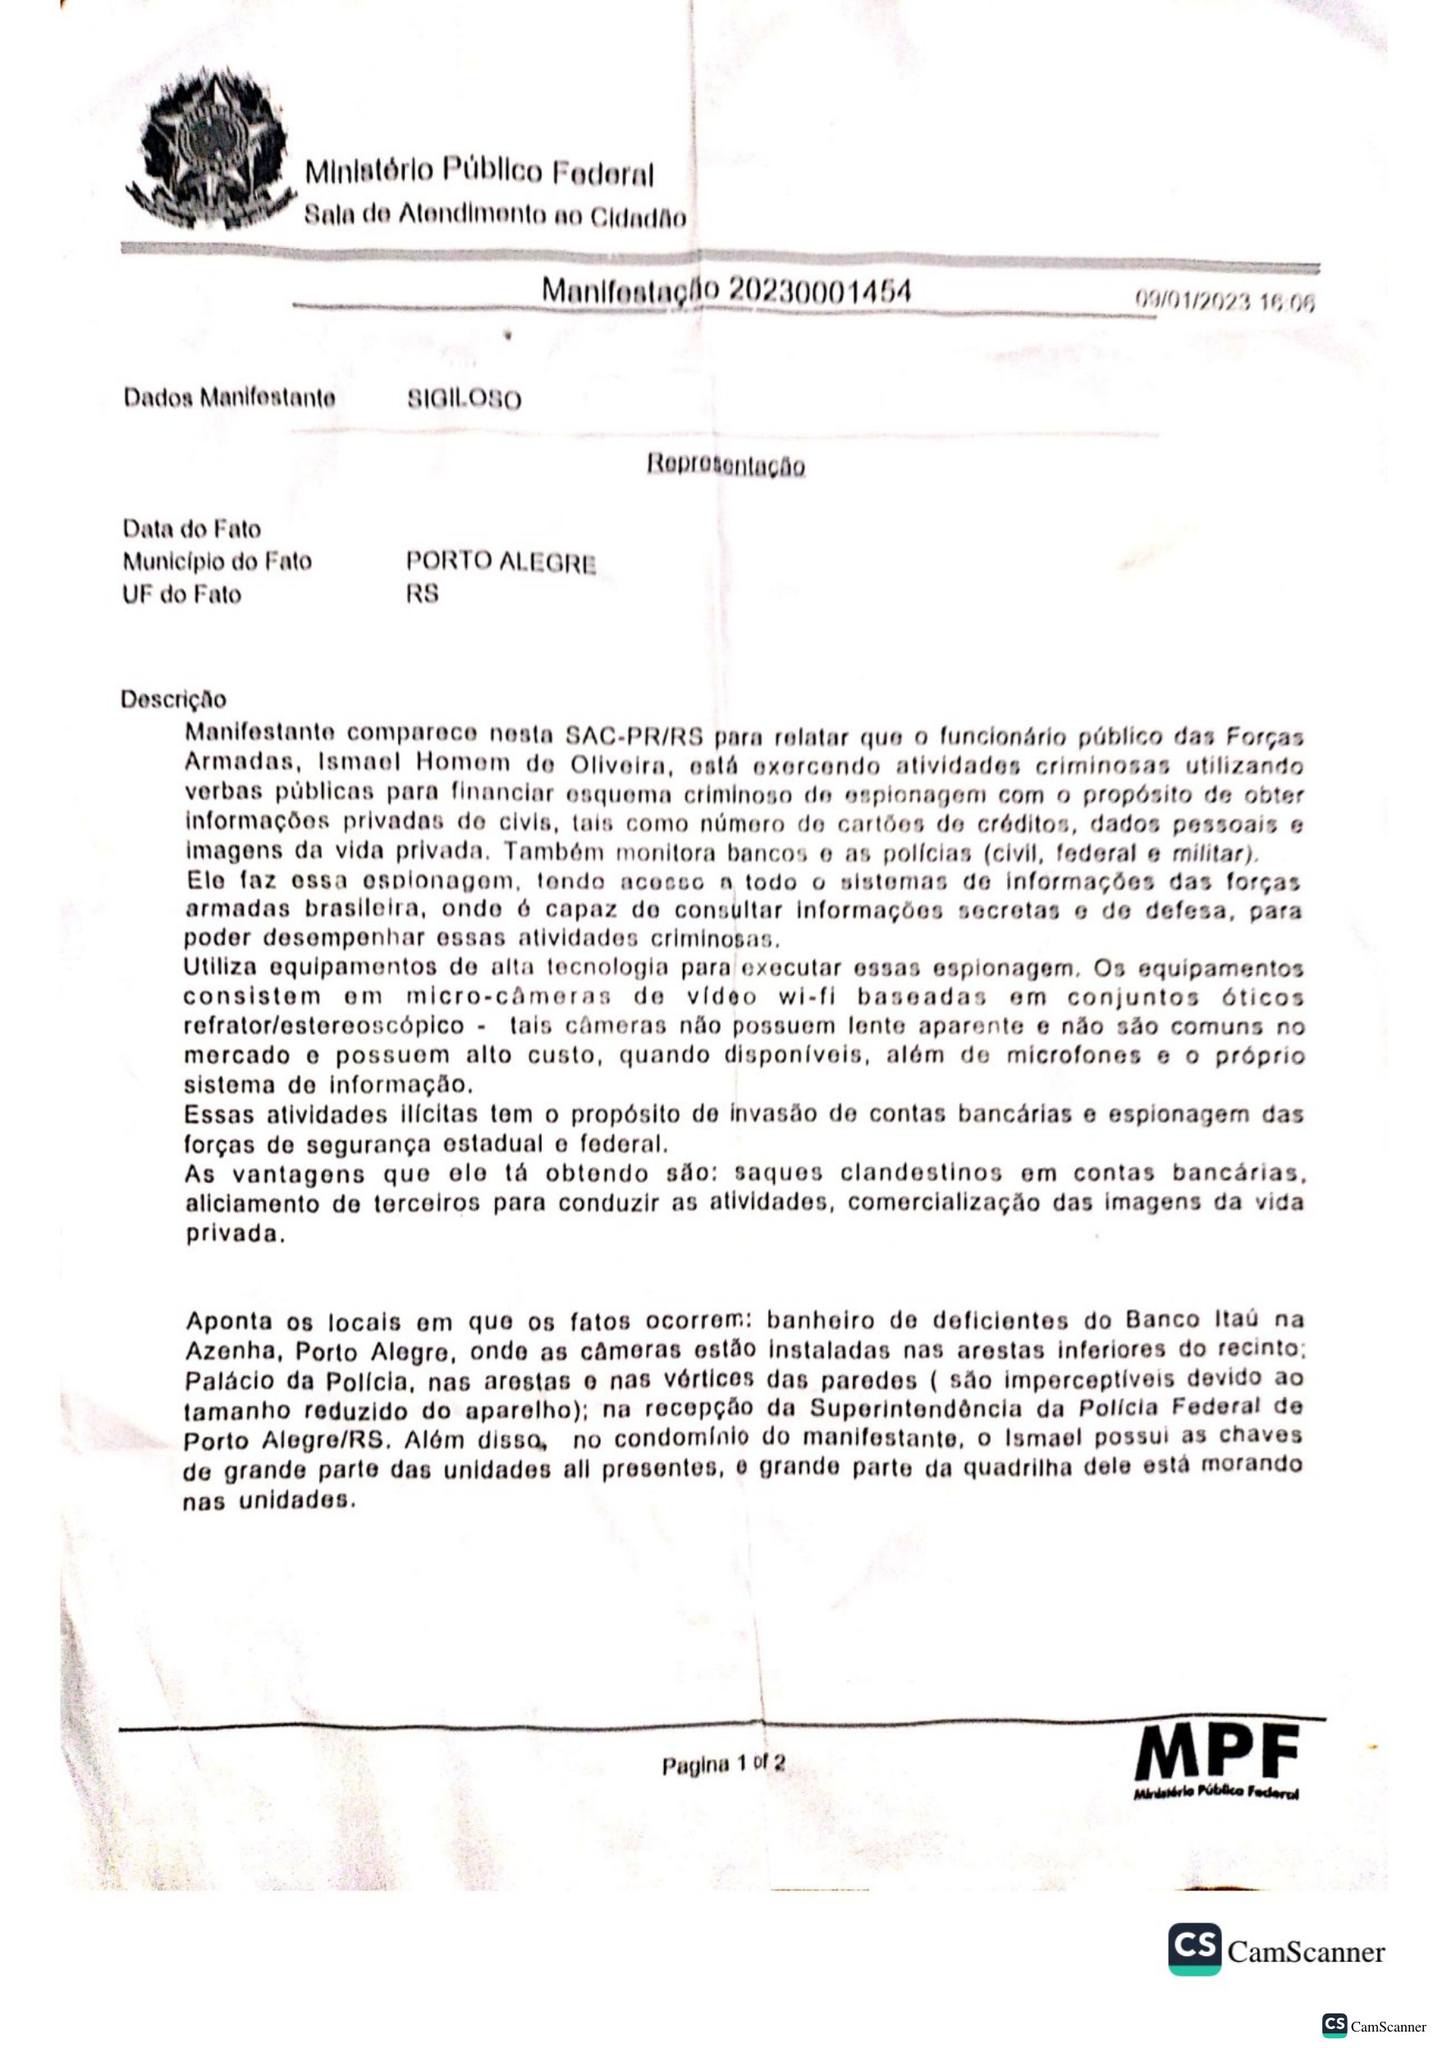 Ministério Público Federal
Sala de Atendimento ao Cidadão
Manifestação 20230001454
09/01/2023 16:06
Dados Manifestante SIGILOSO
Representação
Data do Fato
Município do Fato PORTO ALEGRE
UF do Fato RS
Descrição
Manifestante comparece nesta SAC-PR/RS para relatar que o funcionário público das Forças
Armadas, Ismael Homem de Oliveira, está exercendo atividades criminosas utilizando
verbas públicas para financiar esquema criminoso de espionagem com o propósito de obter
informações privadas de civis, tais como número de cartões de créditos, dados pessoais e
imagens da vida privada. Também monitora bancos e as polícias (civil, federal e militar).
Ele faz essa espionagem, tendo acesso a todo o sistemas de informações das forças
armadas brasileira, onde é capaz de consultar informações secretas e de defesa, para
poder desempenhar essas atividades criminosas.
Utiliza equipamentos de alta tecnologia para executar essas espionagem. Os equipamentos
consistem em micro-câmeras de vídeo wi-fi baseadas em conjuntos óticos
refrator/estereoscópico - tais câmeras não possuem lente aparente e não são comuns no
mercado e possuem alto custo, quando disponíveis, além de microfones e o próprio
sistema de informação.
Essas atividades ilícitas tem o propósito de invasão de contas bancárias e espionagem das
forças de segurança estadual e federal.
As vantagens que ele tá obtendo são: saques clandestinos em contas bancárias,
aliciamento de terceiros para conduzir as atividades, comercialização das imagens da vida
privada.
Aponta os locais em que os fatos ocorrem: banheiro de deficientes do Banco Itaú na
Azenha, Porto Alegre, onde as câmeras estão instaladas nas arestas inferiores do recinto;
Palácio da Polícia, nas arestas e nas vértices das paredes ( são imperceptíveis devido ao
tamanho reduzido do aparelho); na recepção da Superintendência da Polícia Federal de
Porto Alegre/RS. Além disso, no condomínio do manifestante, o Ismael possui as chaves
de grande parte das unidades ali presentes, e grande parte da quadrilha dele está morando
nas unidades.
Pagina 1 of 2
MPF
Ministério Público Federal
CS CamScanner
CS CamScanner